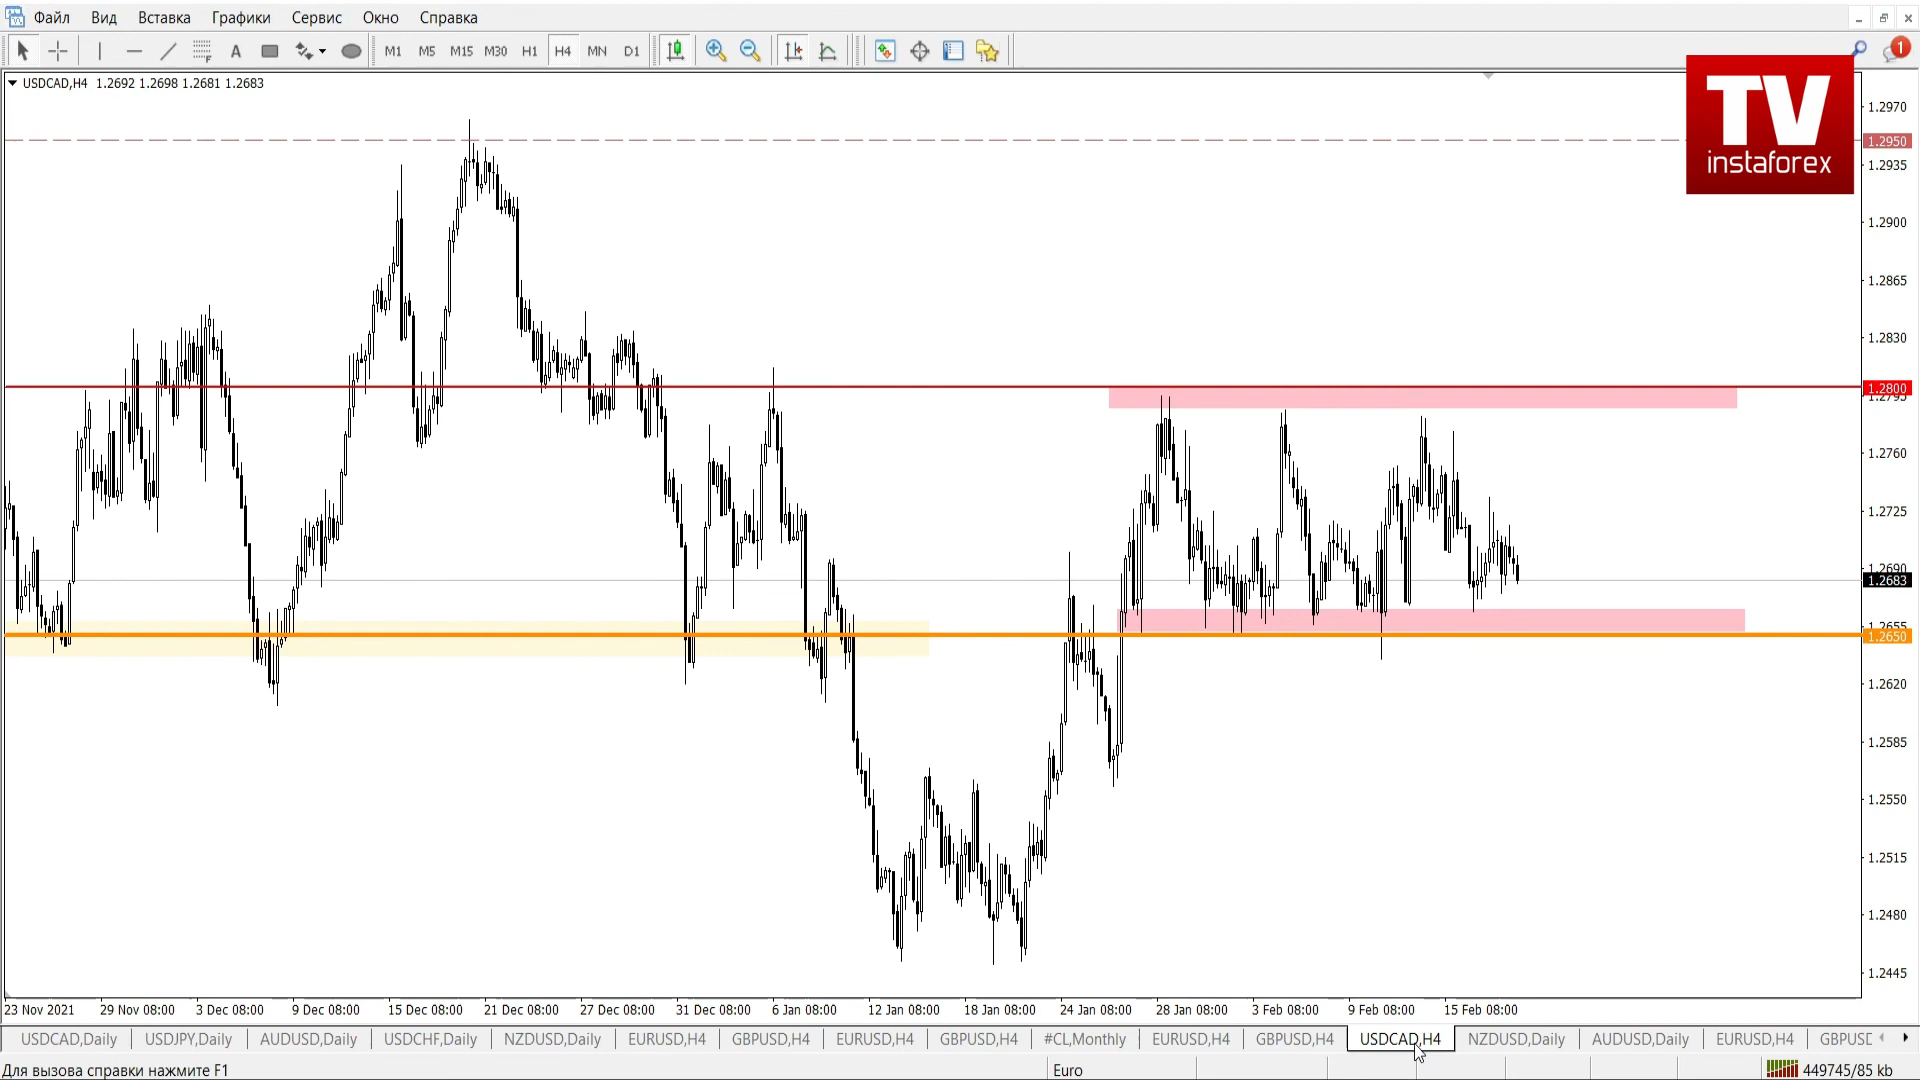 Файл Вид Вставка Графики Сервис Окно Справка
A M1 M5 M15 M30 H1 H4 MN D1 1
USDCAD,H4 1.2692 1.2698 1.2681 1.2683
TV
instaforex
1.2970
1.2950
1.2935
1.2900
1.2865
1.2830
1.2800
1.2795
1.2760
1.2725
1.2690
1.2683
1.2655
1.2650
1.2620
1.2585
1.2550
1.2515
1.2480
1.2445
23 Nov 2021 29 Nov 08:00 3 Dec 08:00 9 Dec 08:00 15 Dec 08:00 21 Dec 08:00 27 Dec 08:00 31 Dec 08:00 6 Jan 08:00 12 Jan 08:00 18 Jan 08:00 24 Jan 08:00 28 Jan 08:00 3 Feb 08:00 9 Feb 08:00 15 Feb 08:00
USDCAD,Daily USDJPY,Daily AUDUSD,Daily USDCHF,Daily NZDUSD,Daily EURUSD,H4 GBPUSD,H4 EURUSD,H4 GBPUSD,H4 #CL,Monthly EURUSD,H4 GBPUSD,H4 USDCAD,H4 NZDUSD,Daily AUDUSD,Daily EURUSD,H4
Для вызова справки нажмите F1 Euro 449745/85 kb